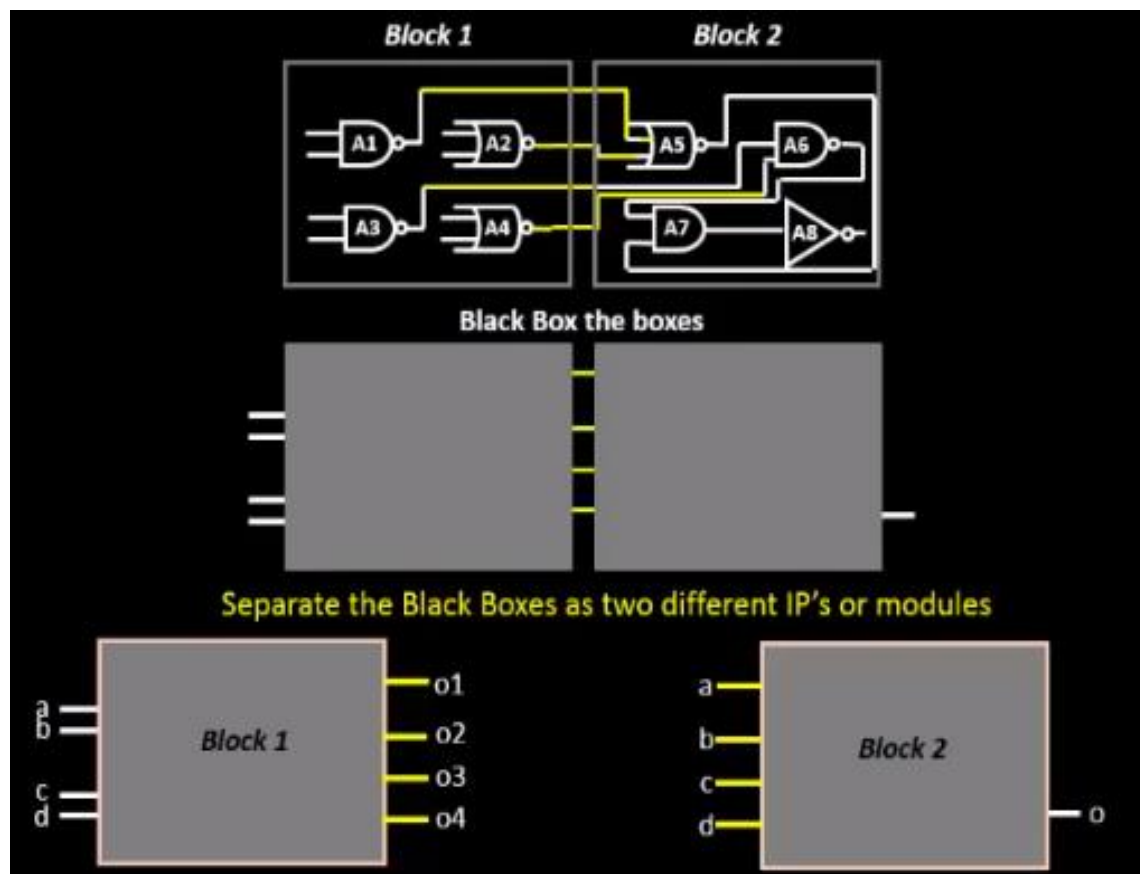 Block 1
Block 2
A1
A2
A5
A6
A3
A4
A7
A8
Black Box the boxes
Separate the Black Boxes as two different IP's or modules
a
b
c
d
Block 1
o1
o2
o3
o4
a
b
c
d
Block 2
o